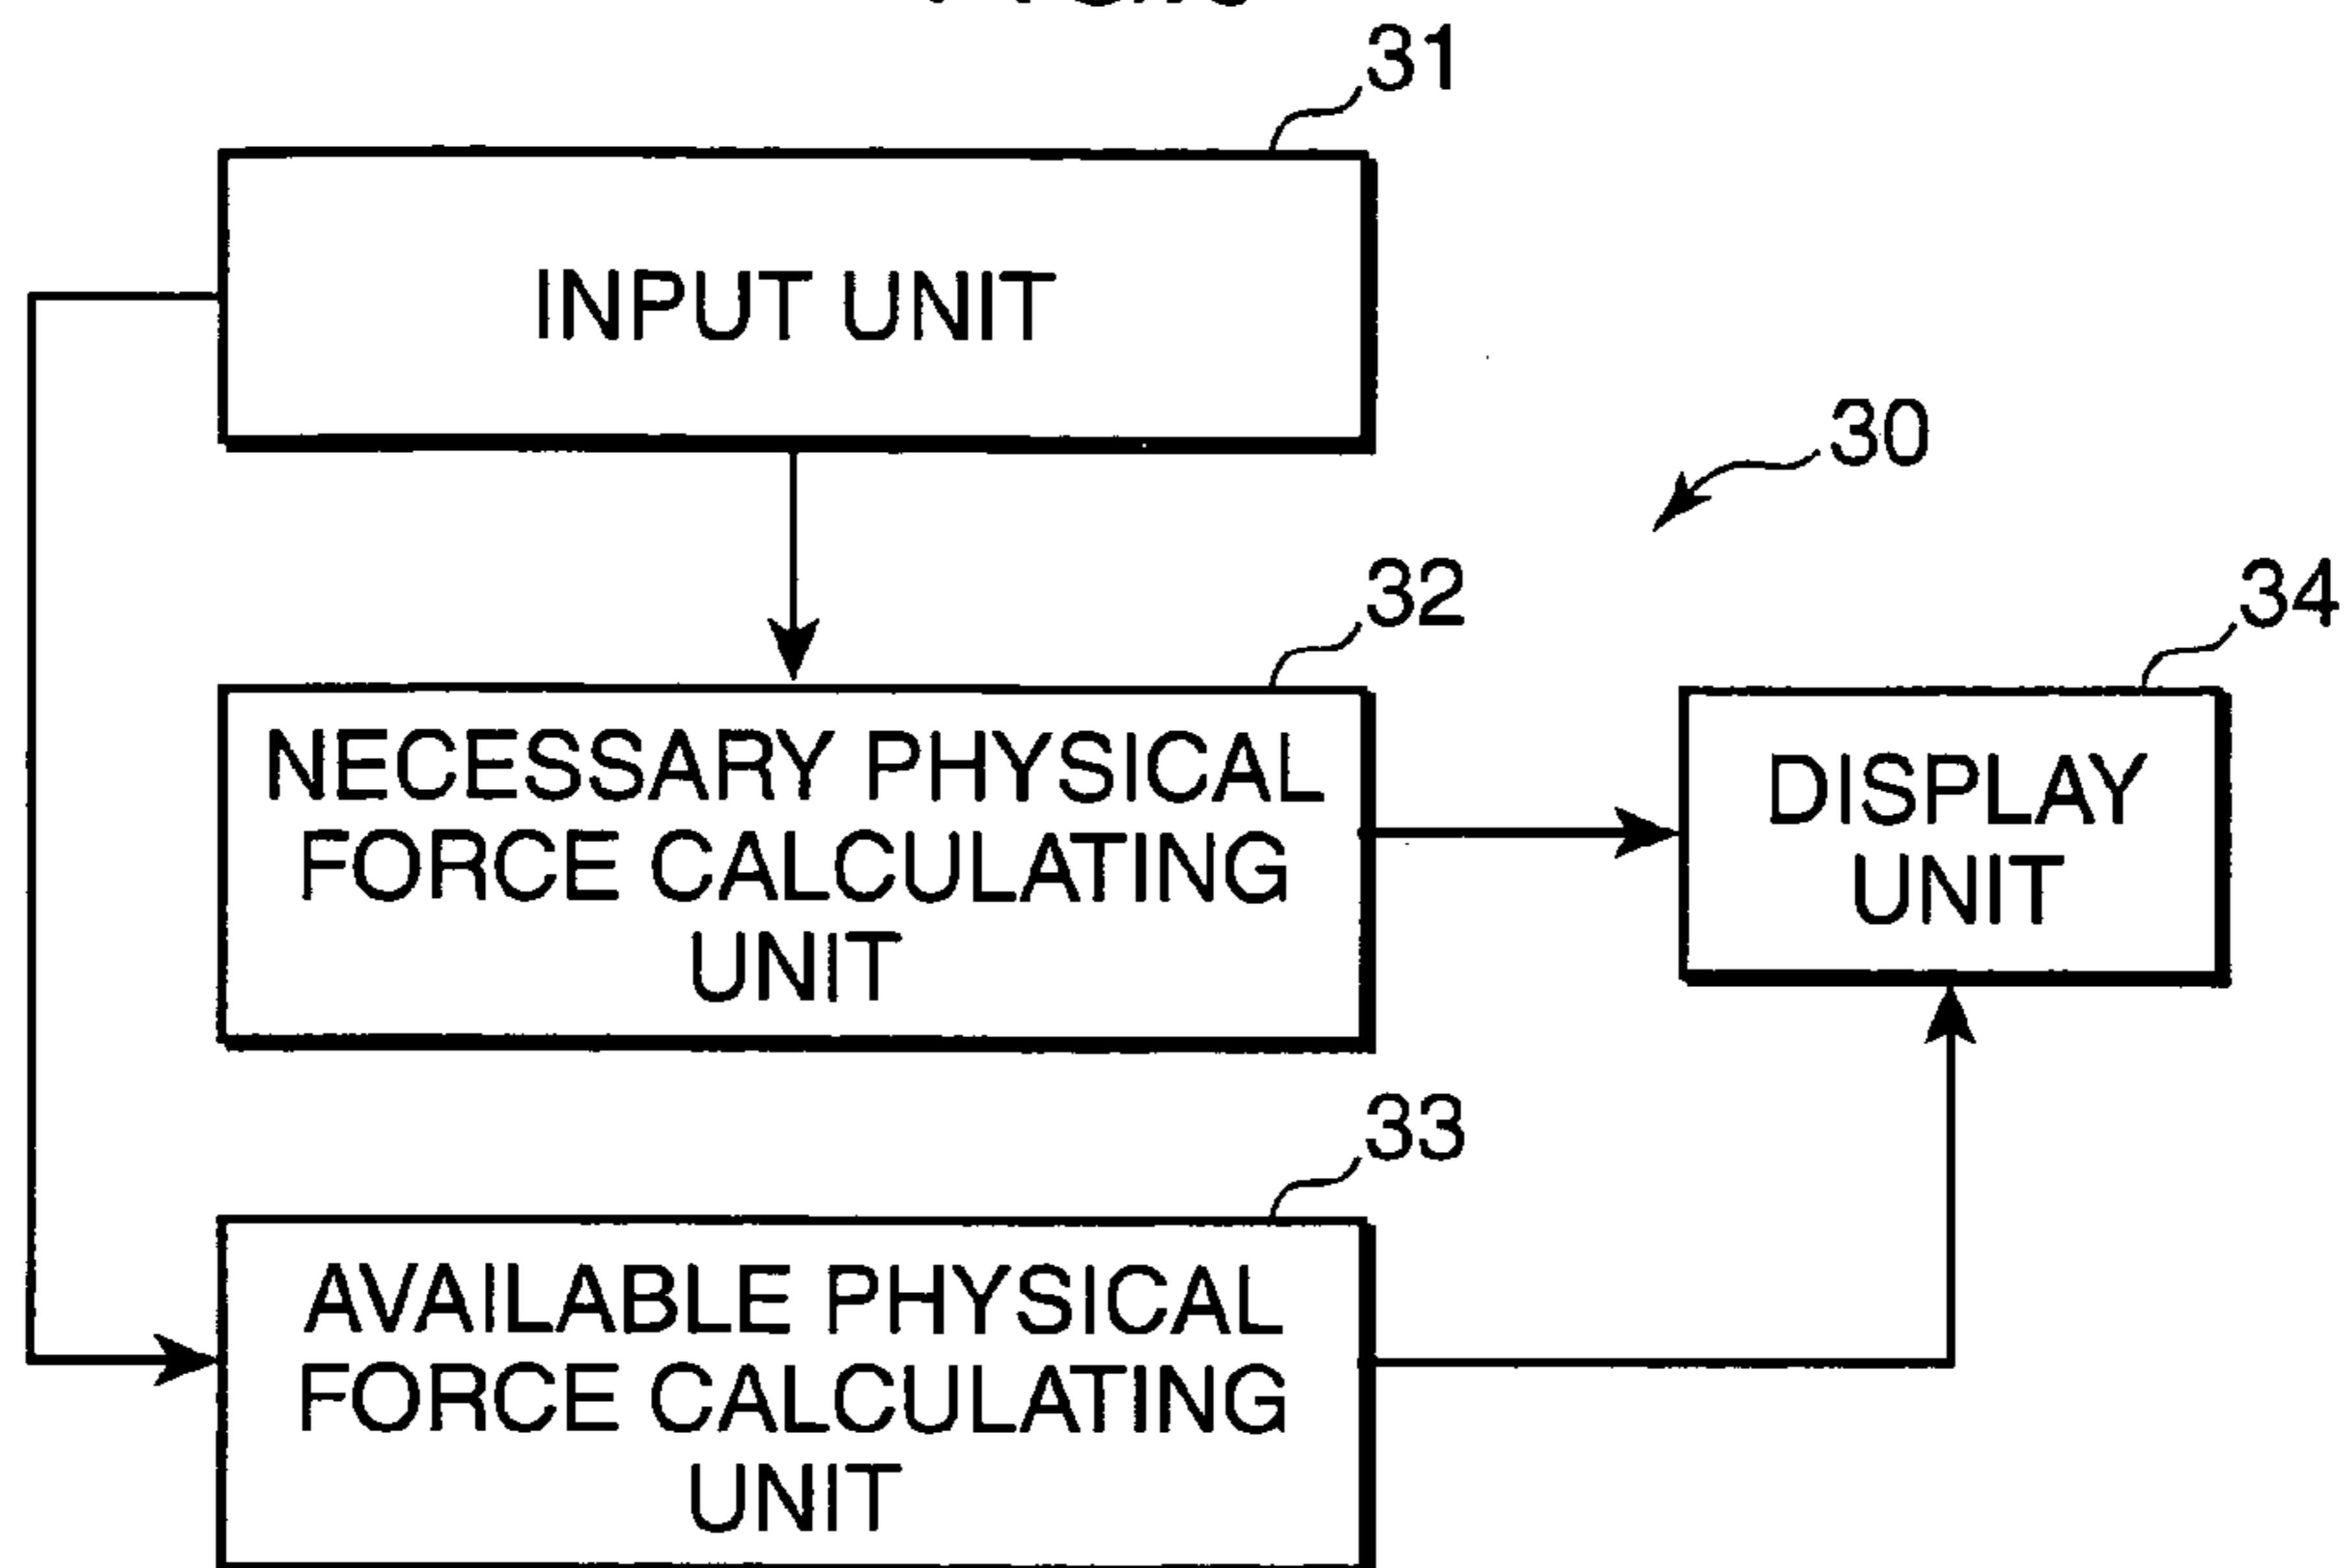 31
INPUT UNIT
30
32
NECESSARY PHYSICAL
FORCE CALCULATING
UNIT
34
DISPLAY
UNIT
33
AVAILABLE PHYSICAL
FORCE CALCULATING
UNIT